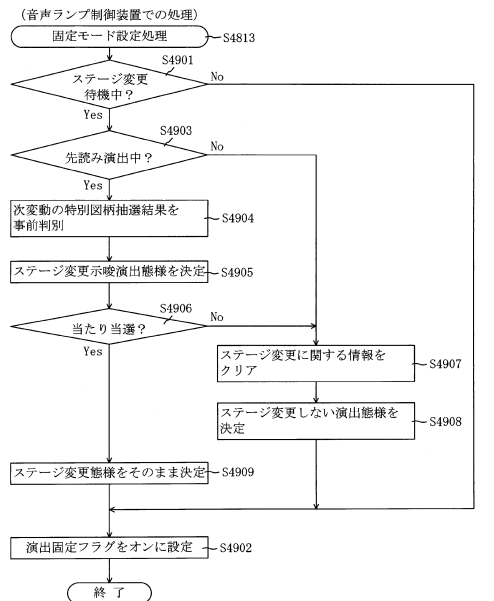 （音声ランプ制御装置での処理）
固定モード設定処理
S4813
S4901
ステージ変更
待機中？
No
Yes
S4903
先読み演出中？
No
Yes
次変動の特別図柄抽選結果を
事前判別
S4904
ステージ変更示唆演出態様を決定
S4905
S4906
当たり当選？
No
Yes
ステージ変更に関する情報を
クリア
S4907
ステージ変更しない演出態様を
決定
S4908
ステージ変更態様をそのまま決定
S4909
演出固定フラグをオンに設定
S4902
終了